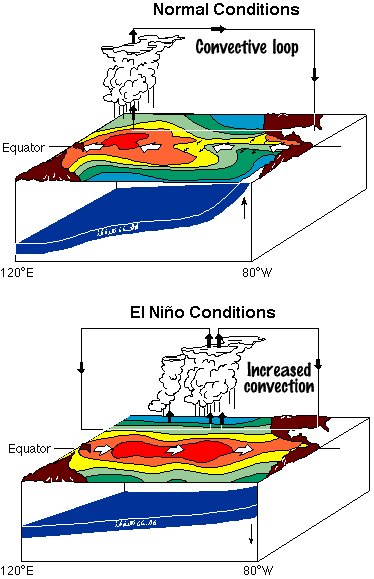 Normal Conditions
Convective loop
Equator
120°E
80°W
El Niño Conditions
Increased
convection
Equator
120°E
80°W